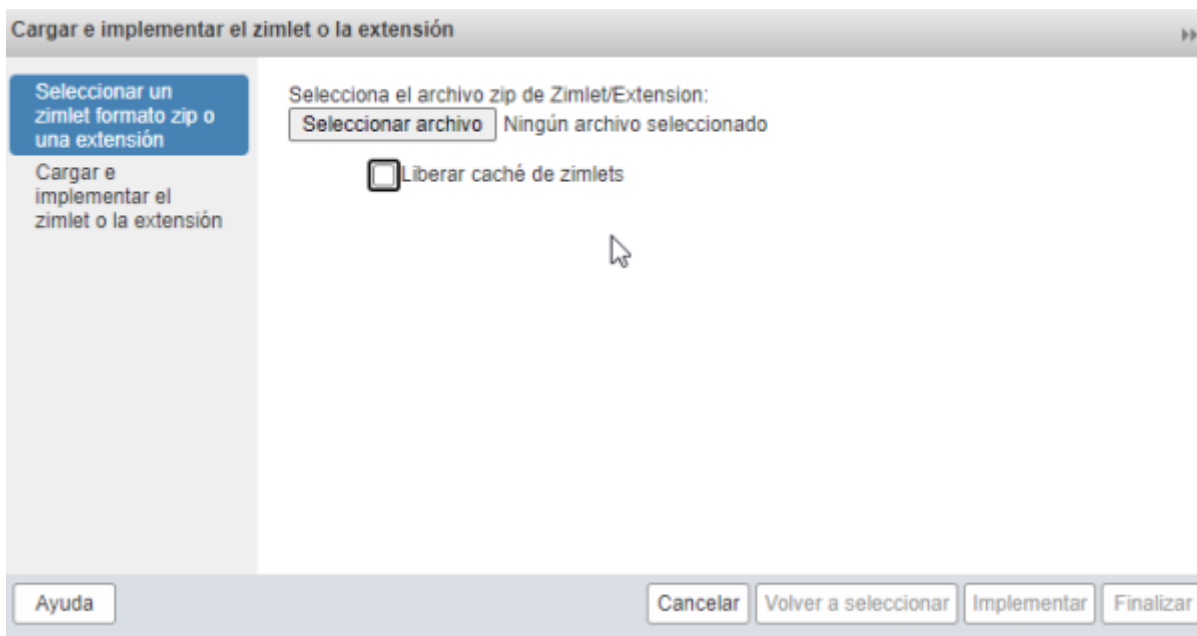 Cargar e implementar el zimlet o la extensión
Seleccionar un
zimlet formato zip o
una extensión
Cargar e
implementar el
zimlet o la extensión
Selecciona el archivo zip de Zimlet/Extension:
Seleccionar archivo Ningún archivo seleccionado
Liberar caché de zimlets
Ayuda Cancelar Volver a seleccionar Implementar Finalizar